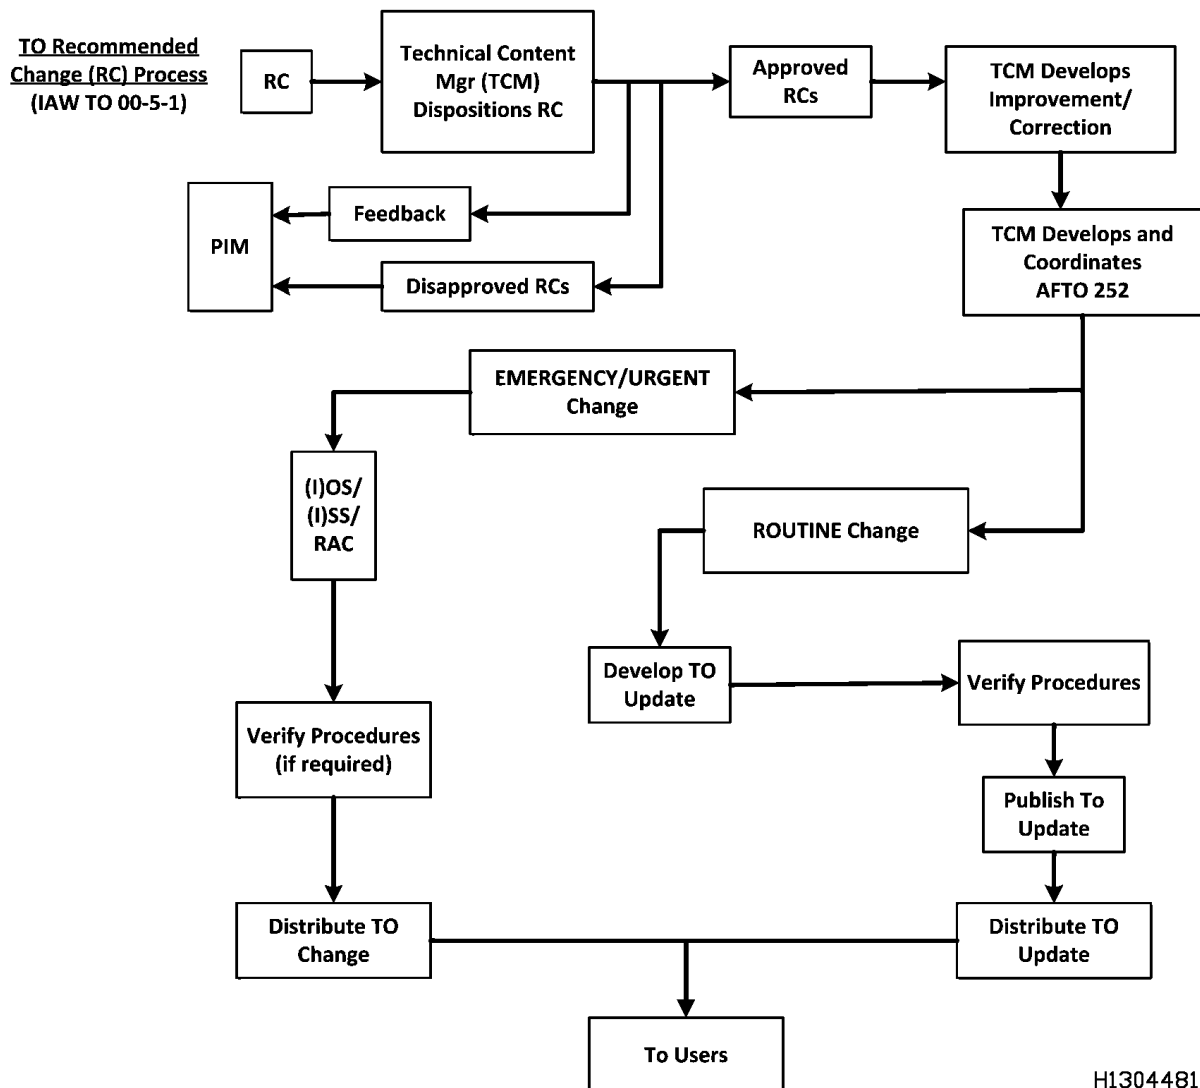 TO Recommended
Change (RC) Process
(IAW TO 00-5-1)
RC
Technical Content
Mgr (TCM)
Dispositions RC
Approved
RCs
TCM Develops
Improvement/
Correction
PIM
Feedback
Disapproved RCs
TCM Develops and
Coordinates
AFTO 252
EMERGENCY/URGENT
Change
(I)OS/
(I)SS/
RAC
ROUTINE Change
Develop TO
Update
Verify Procedures
Verify Procedures
(if required)
Publish To
Update
Distribute TO
Change
Distribute TO
Update
To Users
H1304481